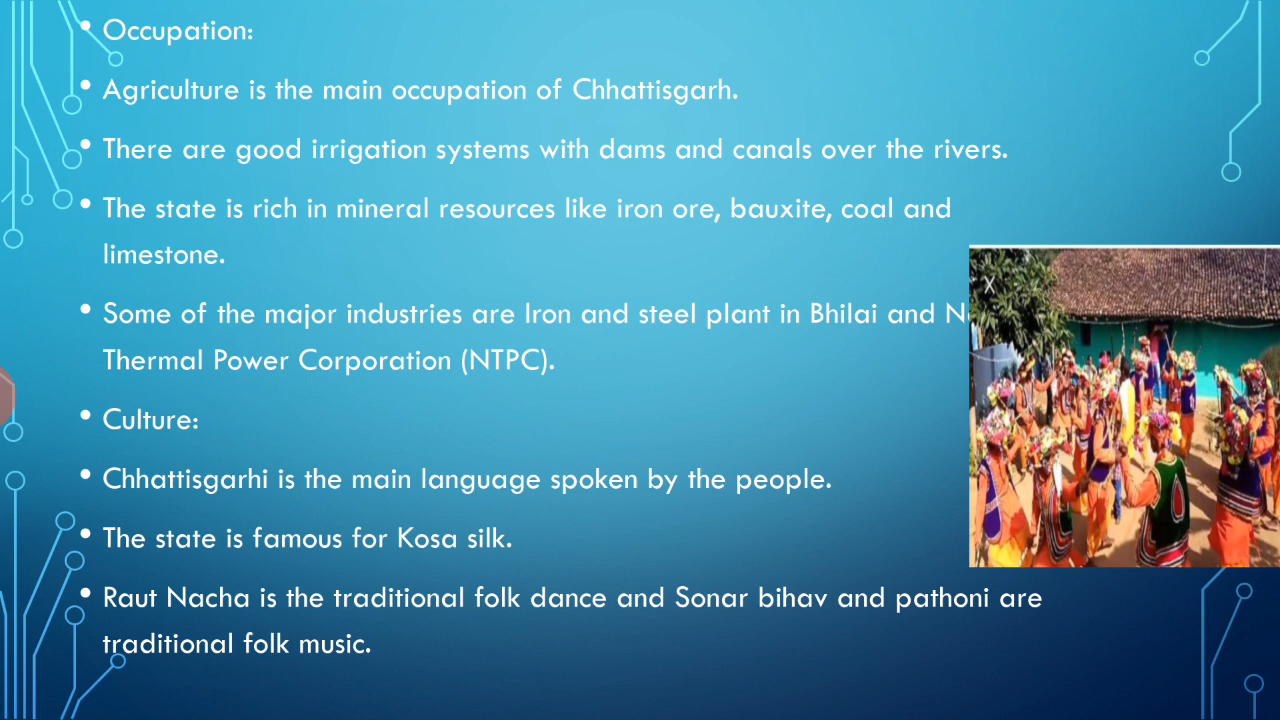 • Occupation:
• Agriculture is the main occupation of Chhattisgarh.
• There are good irrigation systems with dams and canals over the rivers.
• The state is rich in mineral resources like iron ore, bauxite, coal and
limestone.
• Some of the major industries are Iron and steel plant in Bhilai and
Thermal Power Corporation (NTPC).
• Culture:
• Chhattisgarhi is the main language spoken by the people.
• The state is famous for Kosa silk.
• Raut Nacha is the traditional folk dance and Sonar bihav and pathoni are
traditional folk music.